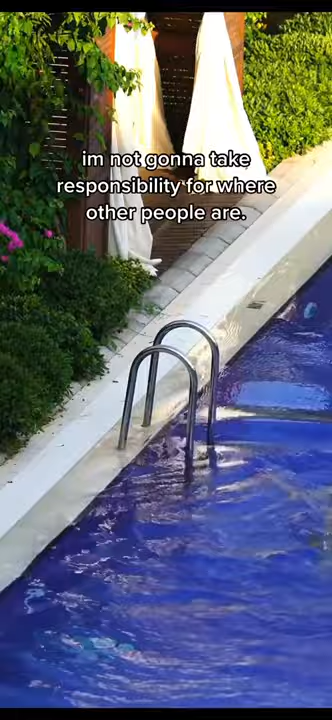 im not gonna take
responsibility for where
other people are.